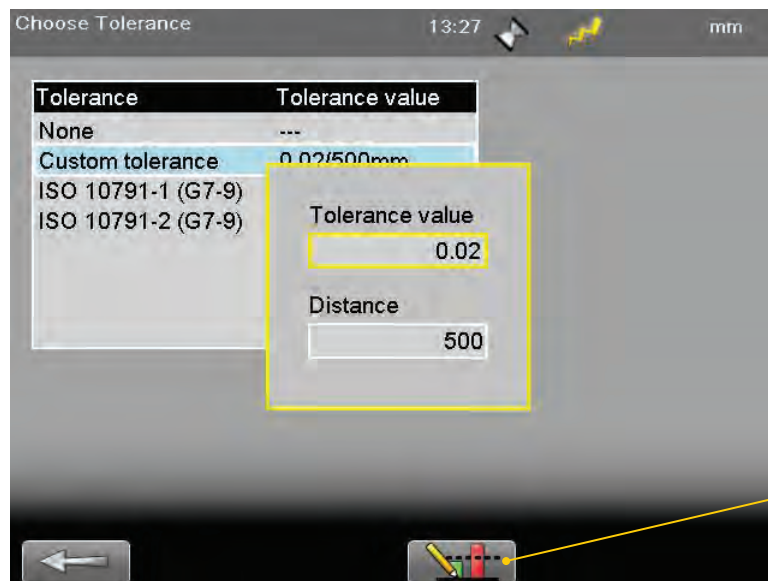 Choose Tolerance 13:27 mm
Tolerance Tolerance value
None ---
Custom tolerance 0.02/500mm
ISO 10791-1 (G7-9)
ISO 10791-2 (G7-9)
Tolerance value
0.02
Distance
500